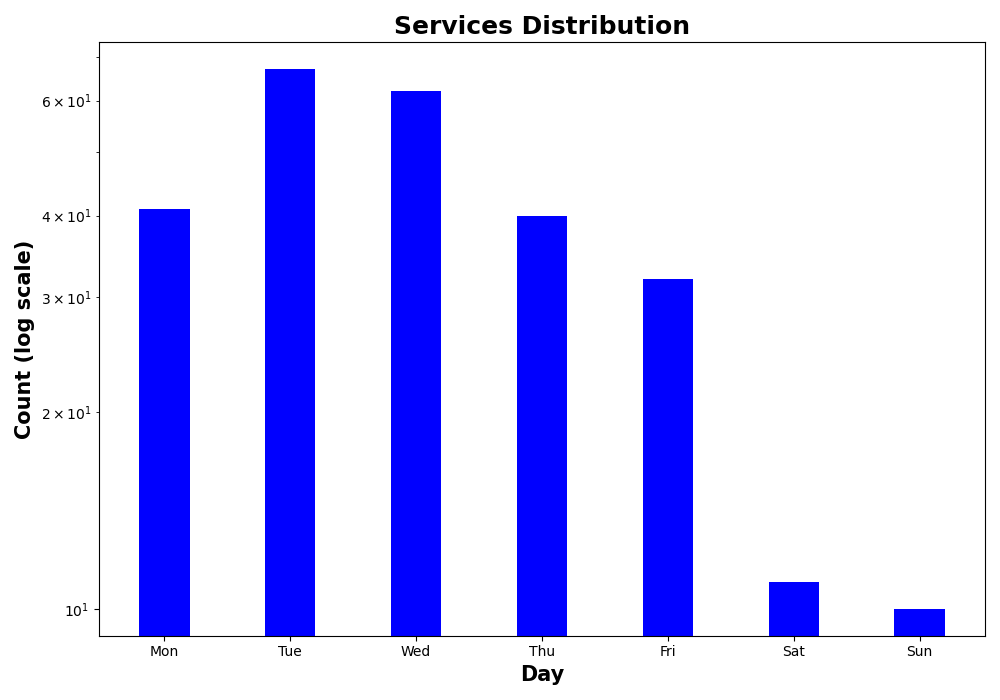 Services Distribution
Count (log scale)
6 × 10¹
4 × 10¹
3 × 10¹
2 × 10¹
10¹
Mon Tue Wed Thu Fri Sat Sun
Day